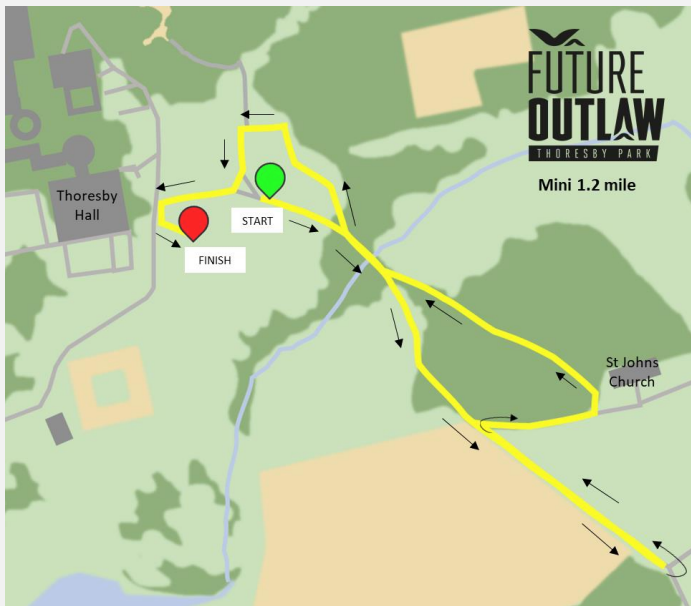 FUTURE
OUTLAW
THORESBY PARK
Mini 1.2 mile
Thoresby
Hall
START
FINISH
St Johns
Church